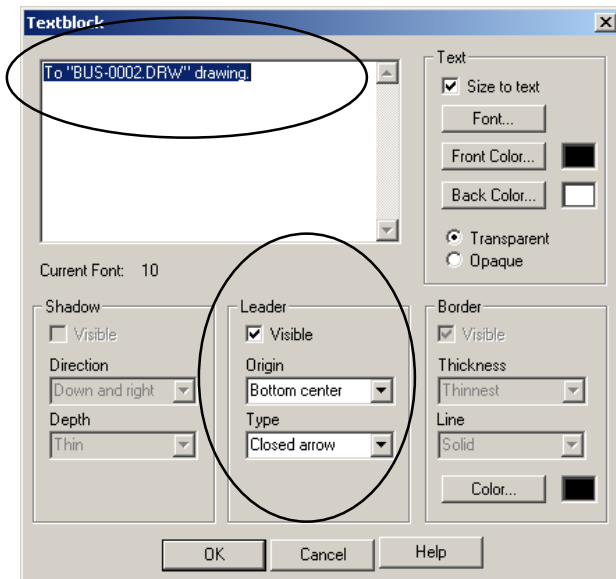 Textblock
To "BUS-0002.DRW" drawing.
Current Font: 10
Text
Size to text
Font...
Front Color...
Back Color...
Transparent
Opaque
Shadow
Visible
Direction
Down and right
Depth
Thin
Leader
Visible
Origin
Bottom center
Type
Closed arrow
Border
Visible
Thickness
Thinnest
Line
Solid
Color...
OK
Cancel
Help